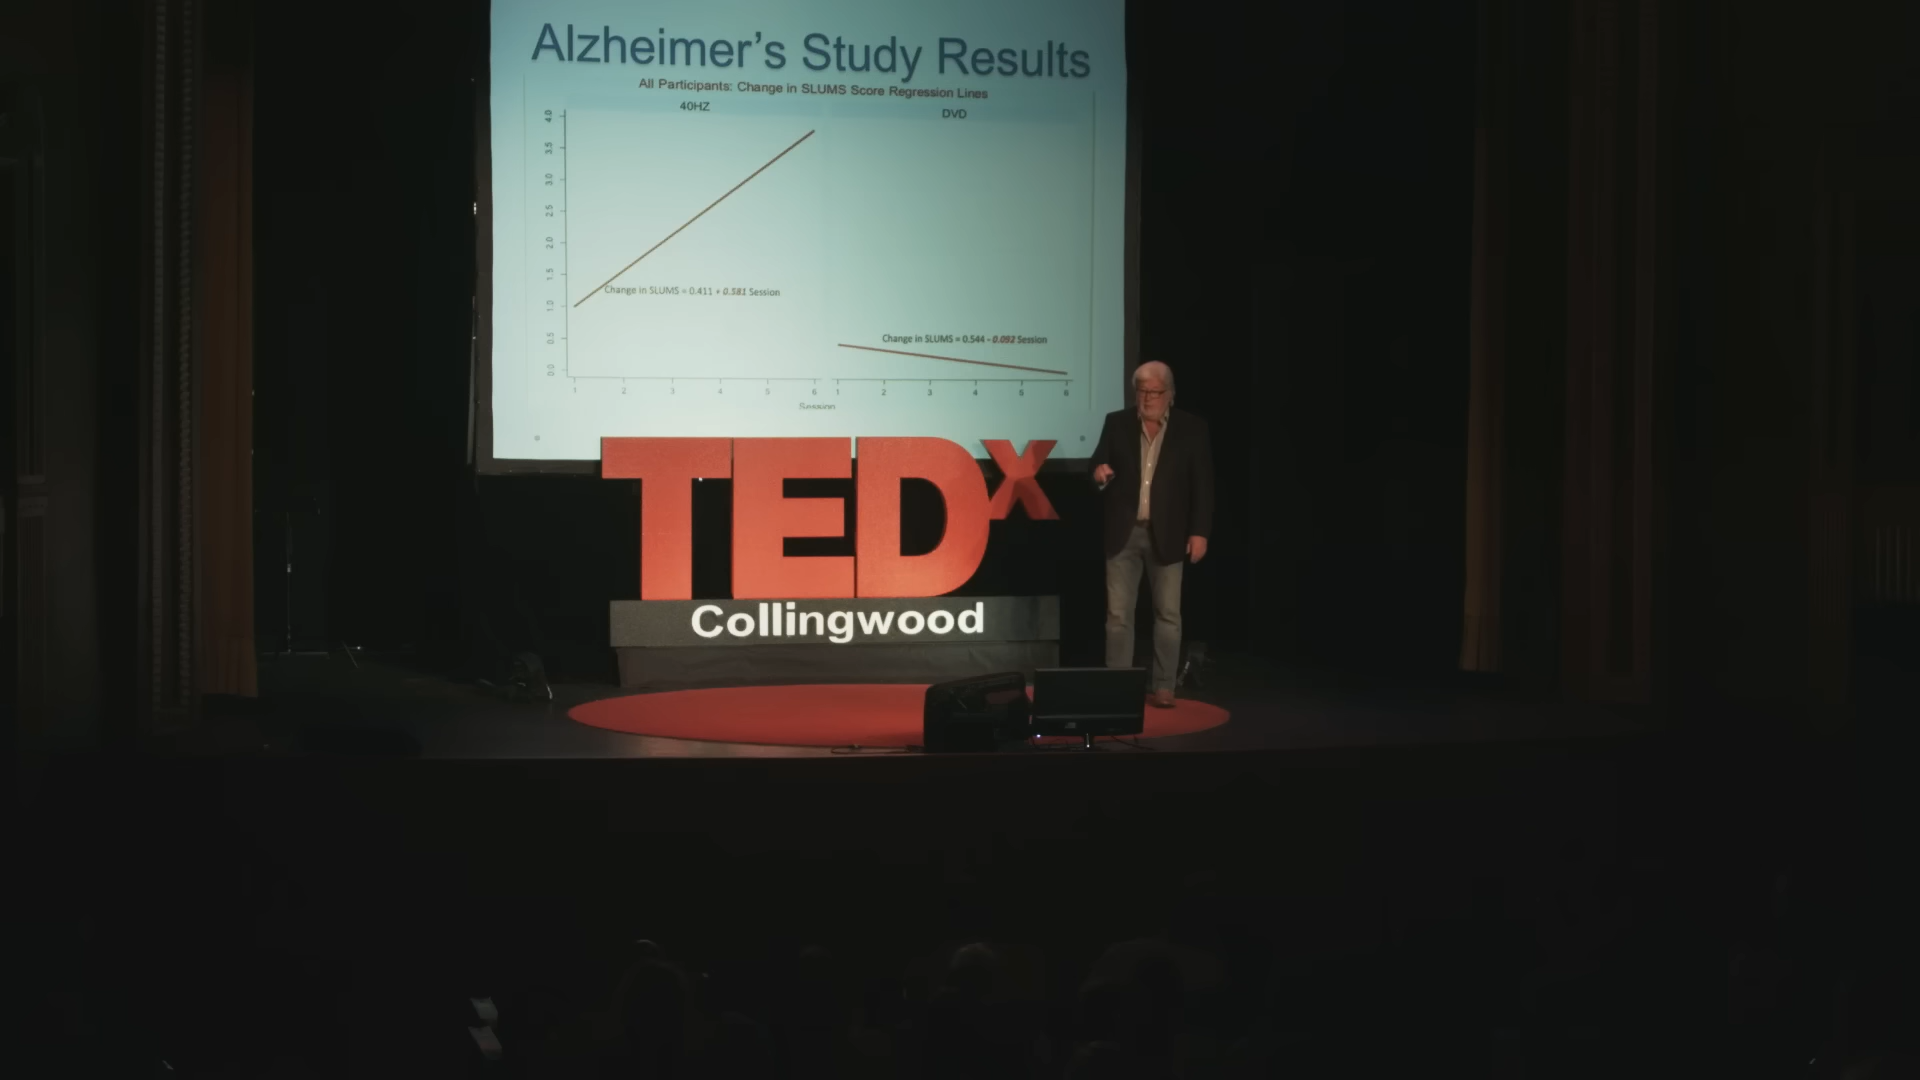 Alzheimer's Study Results
All Participants: Change in SLUMS Score Regression Lines
40HZ
DVD
4.0
3.5
3.0
2.5
2.0
1.5
1.0
0.5
0.0
Change in SLUMS = 0.411 + 0.581 Session
Change in SLUMS = 0.544 - 0.092 Session
1 2 3 4 5 6
1 2 3 4 5 6
Session
TEDx
Collingwood